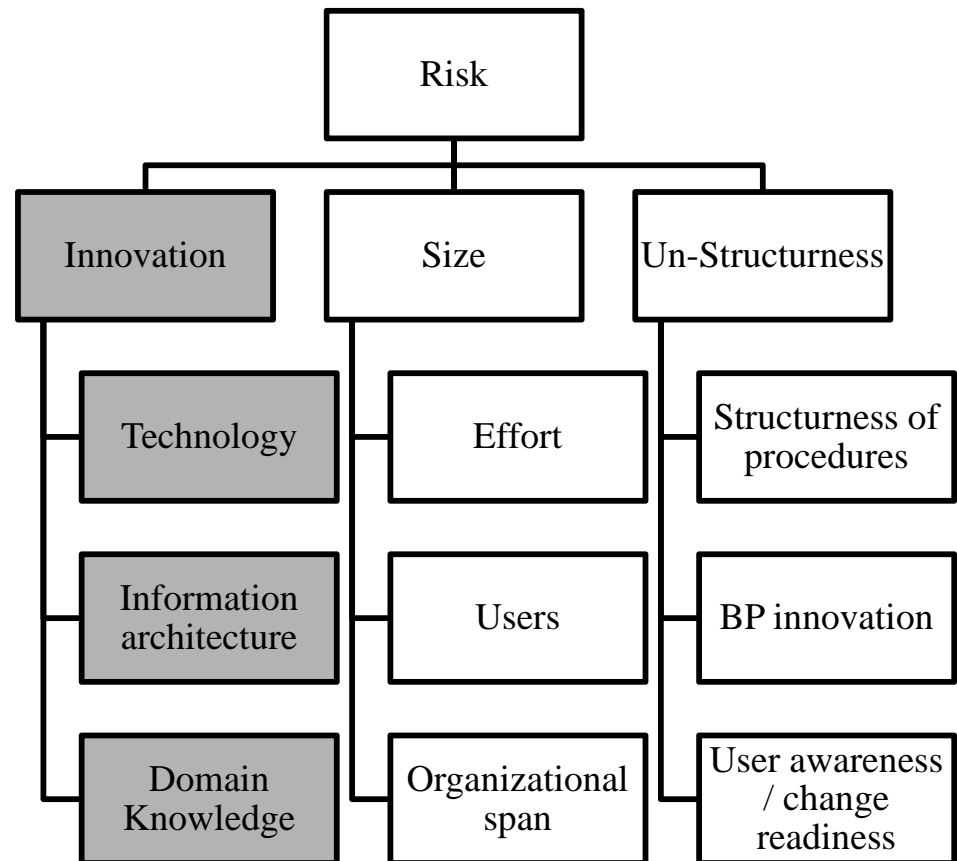 Risk
Innovation
Size
Un-Structurness
Technology
Effort
Structurness of
procedures
Information
architecture
Users
BP innovation
Domain
Knowledge
Organizational
span
User awareness
/ change
readiness